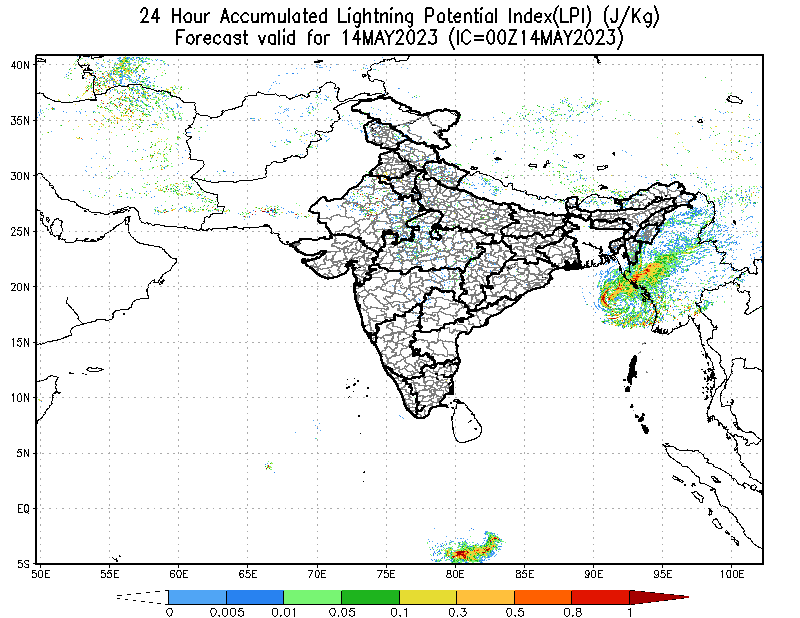 24 Hour Accumulated Lightning Potential Index(LPI) (J/Kg)
Forecast valid for 14MAY2023 (IC=00Z14MAY2023)
40N
35N
30N
25N
20N
15N
10N
5N
EQ
5S
50E 55E 60E 65E 70E 75E 80E 85E 90E 95E 100E
0 0.005 0.01 0.05 0.1 0.3 0.5 0.8 1